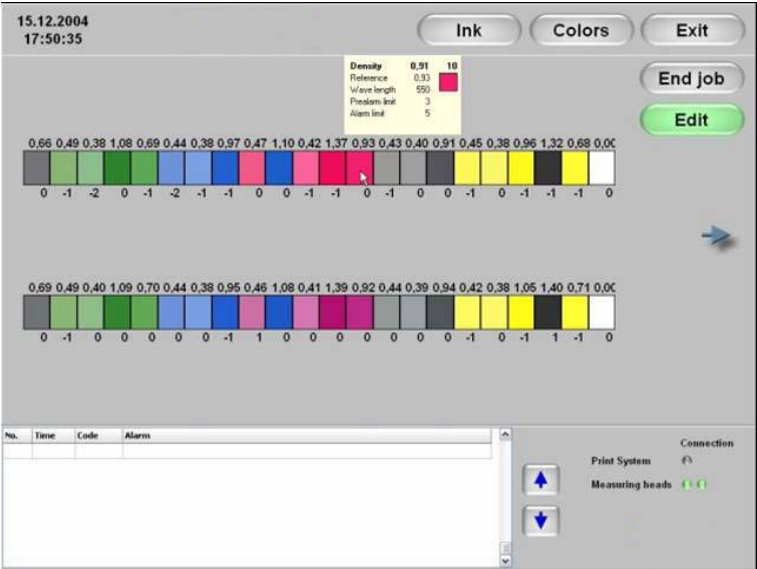 15.12.2004
17:50:35
Ink
Colors
Exit
End job
Edit
Density 0,91 10
Reference 0,93
Wave length 550
Prealarm limit 3
Alarm limit 5
0,66 0,49 0,38 1,08 0,69 0,44 0,38 0,97 0,47 1,10 0,42 1,37 0,93 0,43 0,40 0,91 0,45 0,38 0,96 1,32 0,68 0,0
0 -1 -2 0 -1 -2 -1 -1 0 0 -1 -1 0 -1 0 0 -1 0 -1 -1 -1 0
0,69 0,49 0,40 1,09 0,70 0,44 0,38 0,95 0,46 1,08 0,41 1,39 0,92 0,44 0,39 0,94 0,42 0,38 1,05 1,40 0,71 0,0
0 -1 0 0 0 0 0 -1 1 0 0 0 0 0 0 0 -1 0 -1 1 -1 0
No. Time Code Alarm
Connection
Print System
Measuring heads